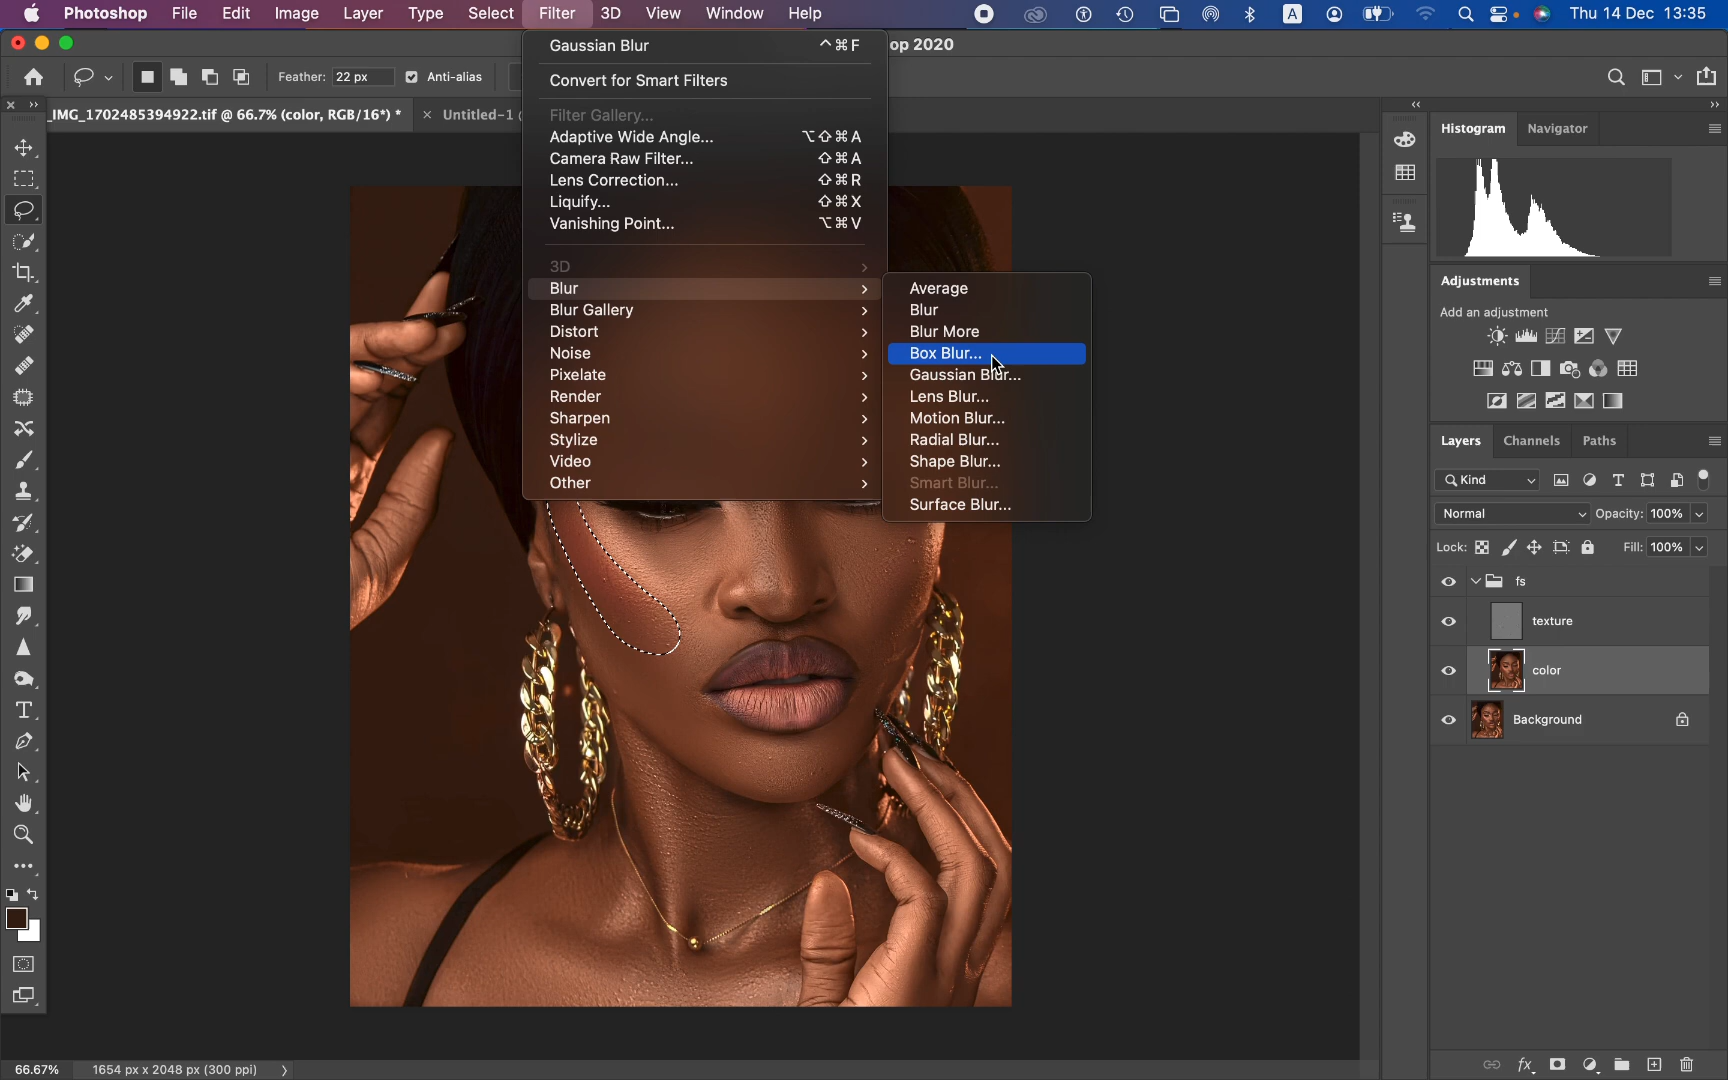 Photoshop File Edit Image Layer Type Select Filter 3D View Window Help A Thu 14 Dec 13:35
op 2020
Feather: 22 px Anti-alias
_IMG_1702485394922.tif @ 66.7% (color, RGB/16*) * × Untitled-1
Gaussian Blur ^⌘F
Convert for Smart Filters
Filter Gallery...
Adaptive Wide Angle... ⌥⇧⌘A
Camera Raw Filter... ⇧⌘A
Lens Correction... ⇧⌘R
Liquify... ⇧⌘X
Vanishing Point... ⌥⌘V
3D
Blur
Blur Gallery
Distort
Noise
Pixelate
Render
Sharpen
Stylize
Video
Other
Average
Blur
Blur More
Box Blur...
Gaussian Blur...
Lens Blur...
Motion Blur...
Radial Blur...
Shape Blur...
Smart Blur...
Surface Blur...
Histogram Navigator
Adjustments
Add an adjustment
Layers Channels Paths
Kind
Normal Opacity: 100%
Lock: Fill: 100%
fs
texture
color
Background
66.67% 1654 px x 2048 px (300 ppi)